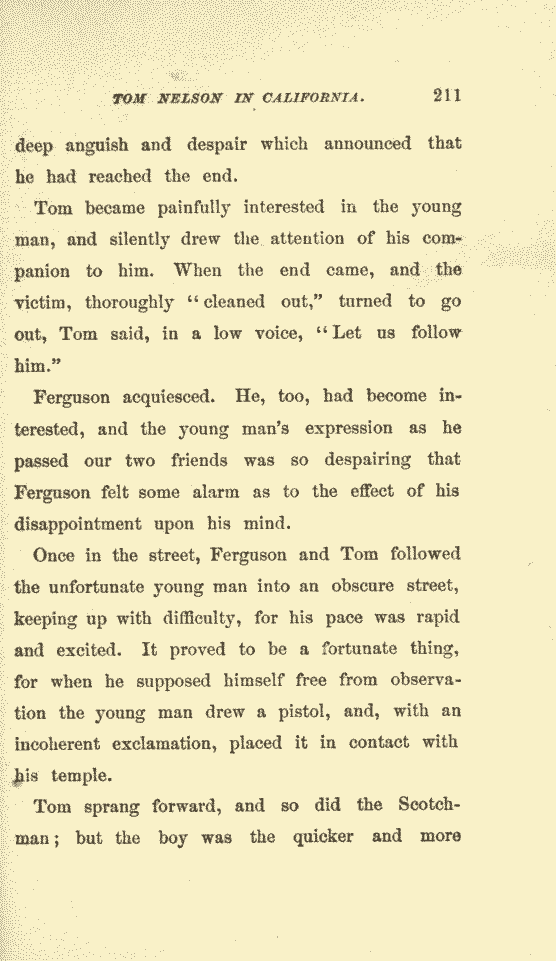 TOM NELSON IN CALIFORNIA. 211
deep anguish and despair which announced that
he had reached the end.
Tom became painfully interested in the young
man, and silently drew the attention of his com-
panion to him. When the end came, and the
victim, thoroughly “cleaned out,” turned to go
out, Tom said, in a low voice, “Let us follow
him.”
Ferguson acquiesced. He, too, had become in-
terested, and the young man’s expression as he
passed our two friends was so despairing that
Ferguson felt some alarm as to the effect of his
disappointment upon his mind.
Once in the street, Ferguson and Tom followed
the unfortunate young man into an obscure street,
keeping up with difficulty, for his pace was rapid
and excited. It proved to be a fortunate thing,
for when he supposed himself free from observa-
tion the young man drew a pistol, and, with an
incoherent exclamation, placed it in contact with
his temple.
Tom sprang forward, and so did the Scotch-
man; but the boy was the quicker and more